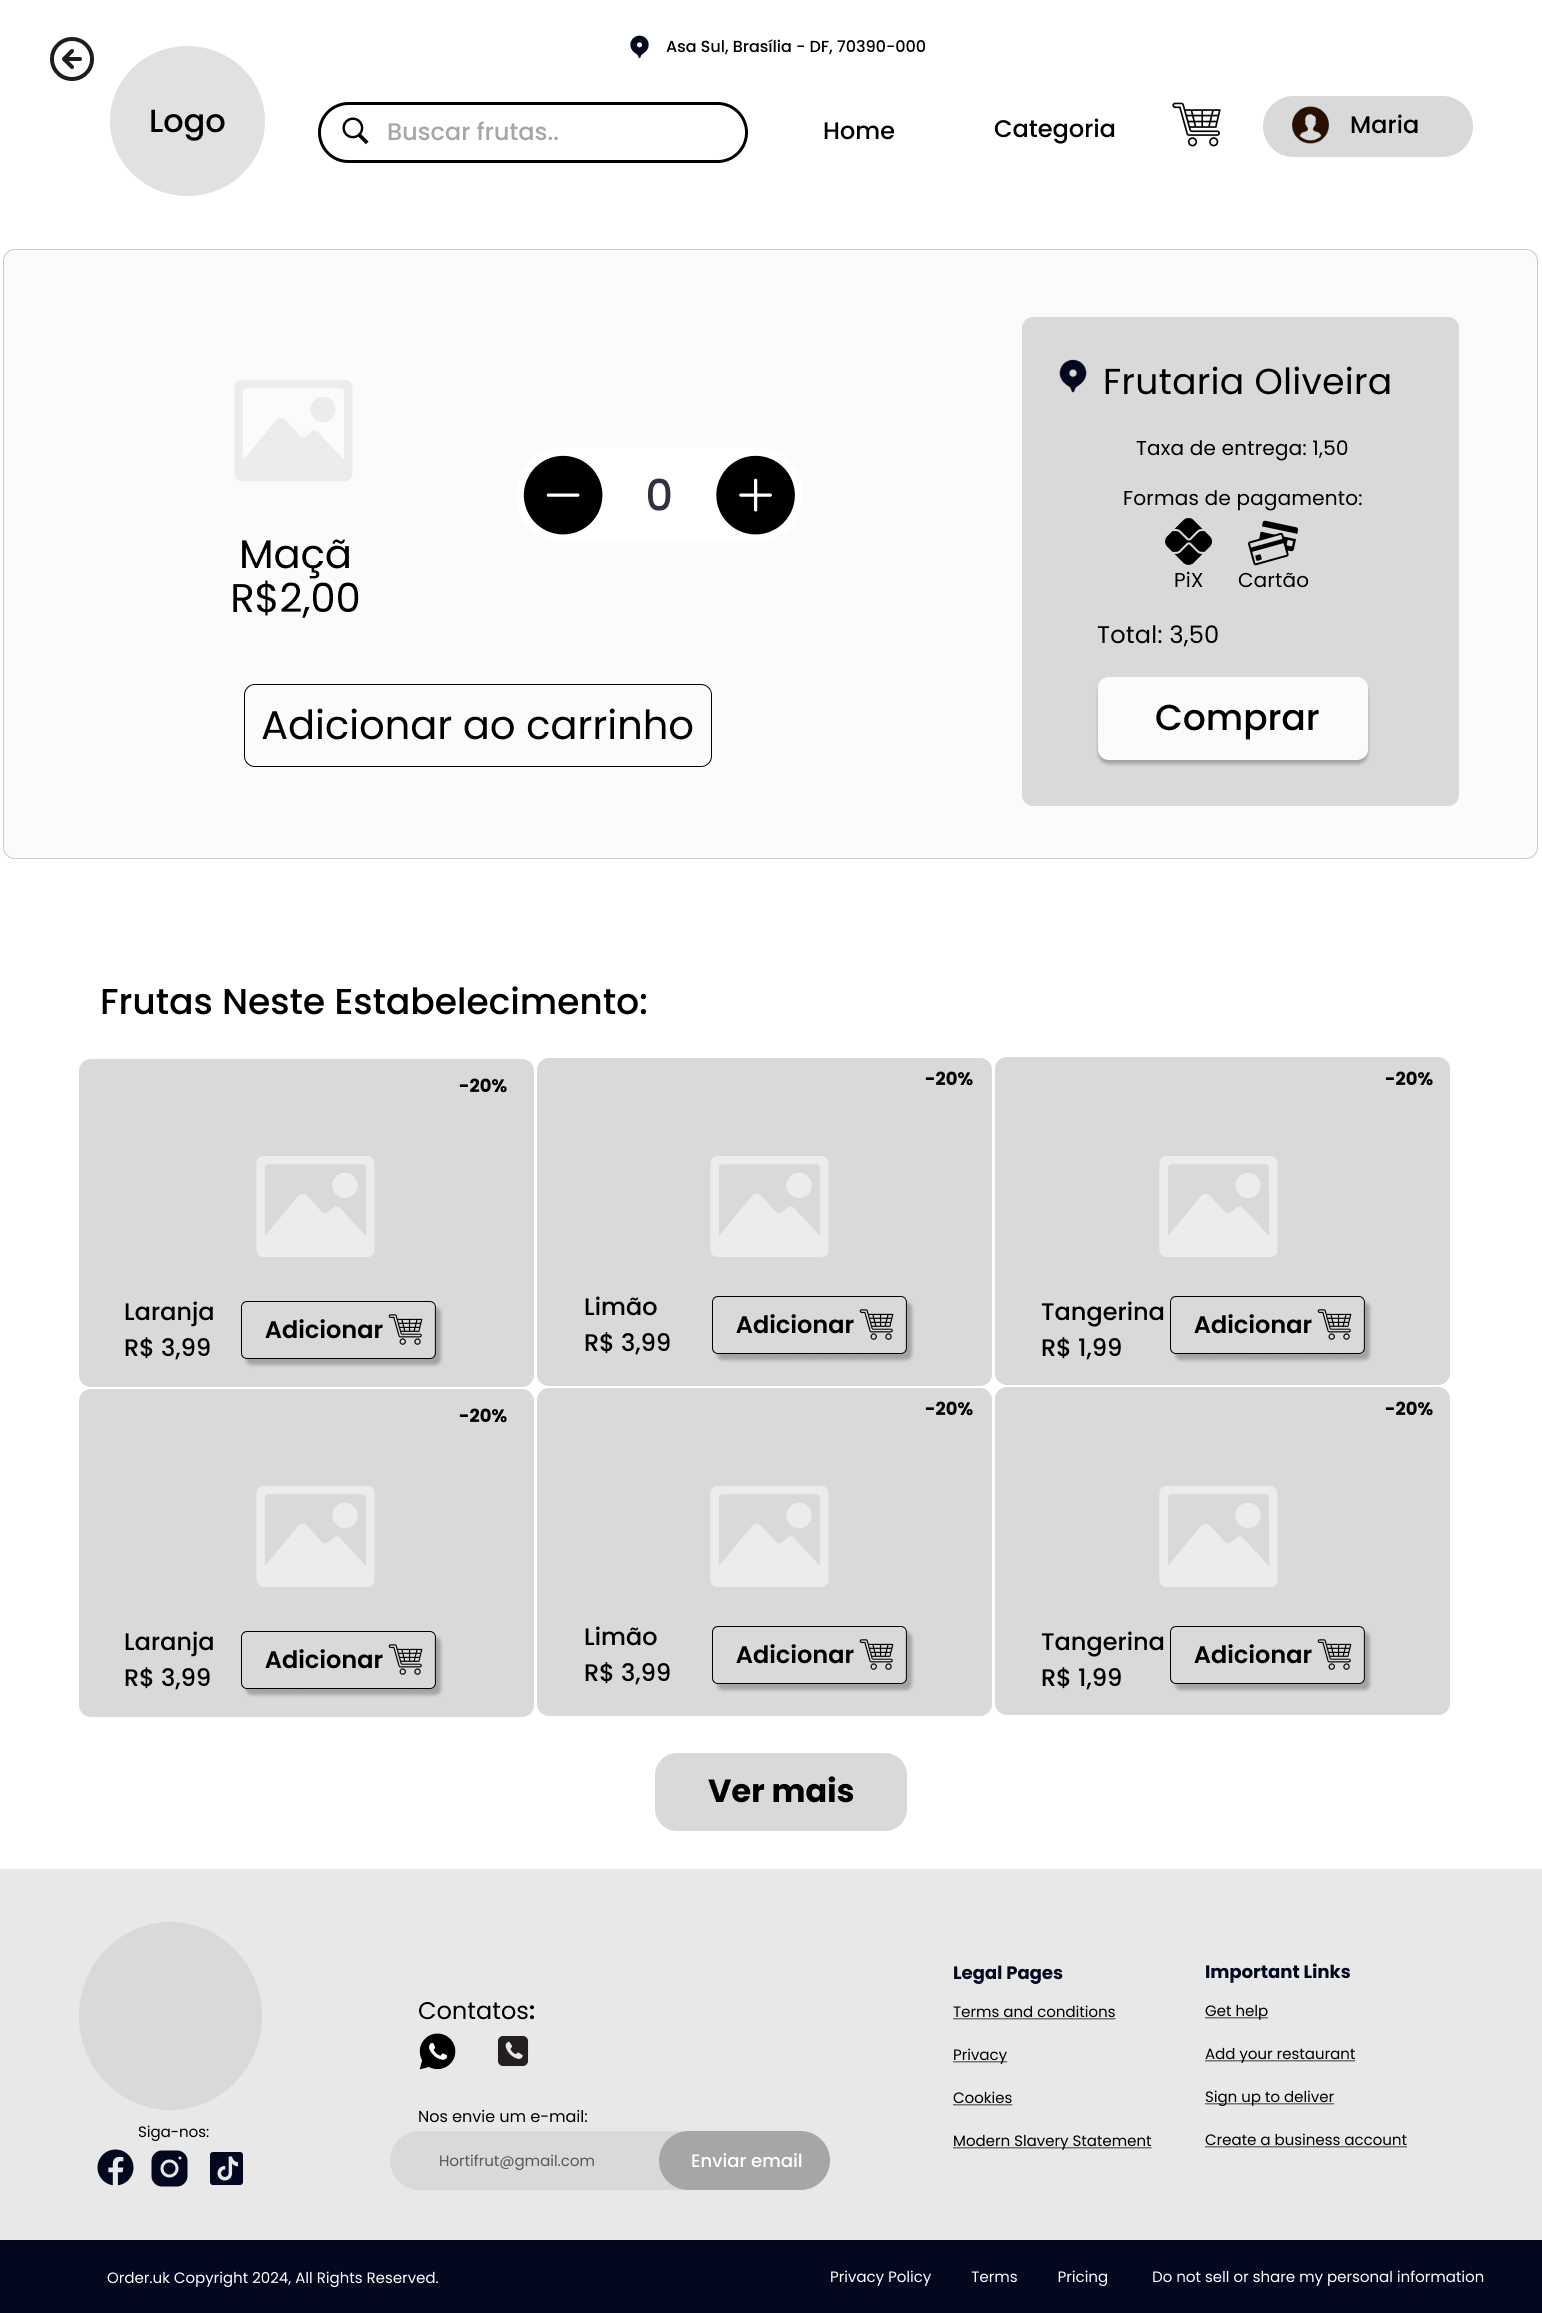 Asa Sul, Brasília - DF, 70390-000
Logo
Buscar frutas..
Home
Categoria
Maria
Frutaria Oliveira
Taxa de entrega: 1,50
Formas de pagamento:
PiX
Cartão
Total: 3,50
Comprar
0
Maçã
R$2,00
Adicionar ao carrinho
Frutas Neste Estabelecimento:
-20%
Laranja
R$ 3,99
Adicionar
-20%
Limão
R$ 3,99
Adicionar
-20%
Tangerina
R$ 1,99
Adicionar
-20%
Laranja
R$ 3,99
Adicionar
-20%
Limão
R$ 3,99
Adicionar
-20%
Tangerina
R$ 1,99
Adicionar
Ver mais
Siga-nos:
Contatos:
Nos envie um e-mail:
Hortifrut@gmail.com
Enviar email
Legal Pages
Terms and conditions
Privacy
Cookies
Modern Slavery Statement
Important Links
Get help
Add your restaurant
Sign up to deliver
Create a business account
Order.uk Copyright 2024, All Rights Reserved.
Privacy Policy
Terms
Pricing
Do not sell or share my personal information